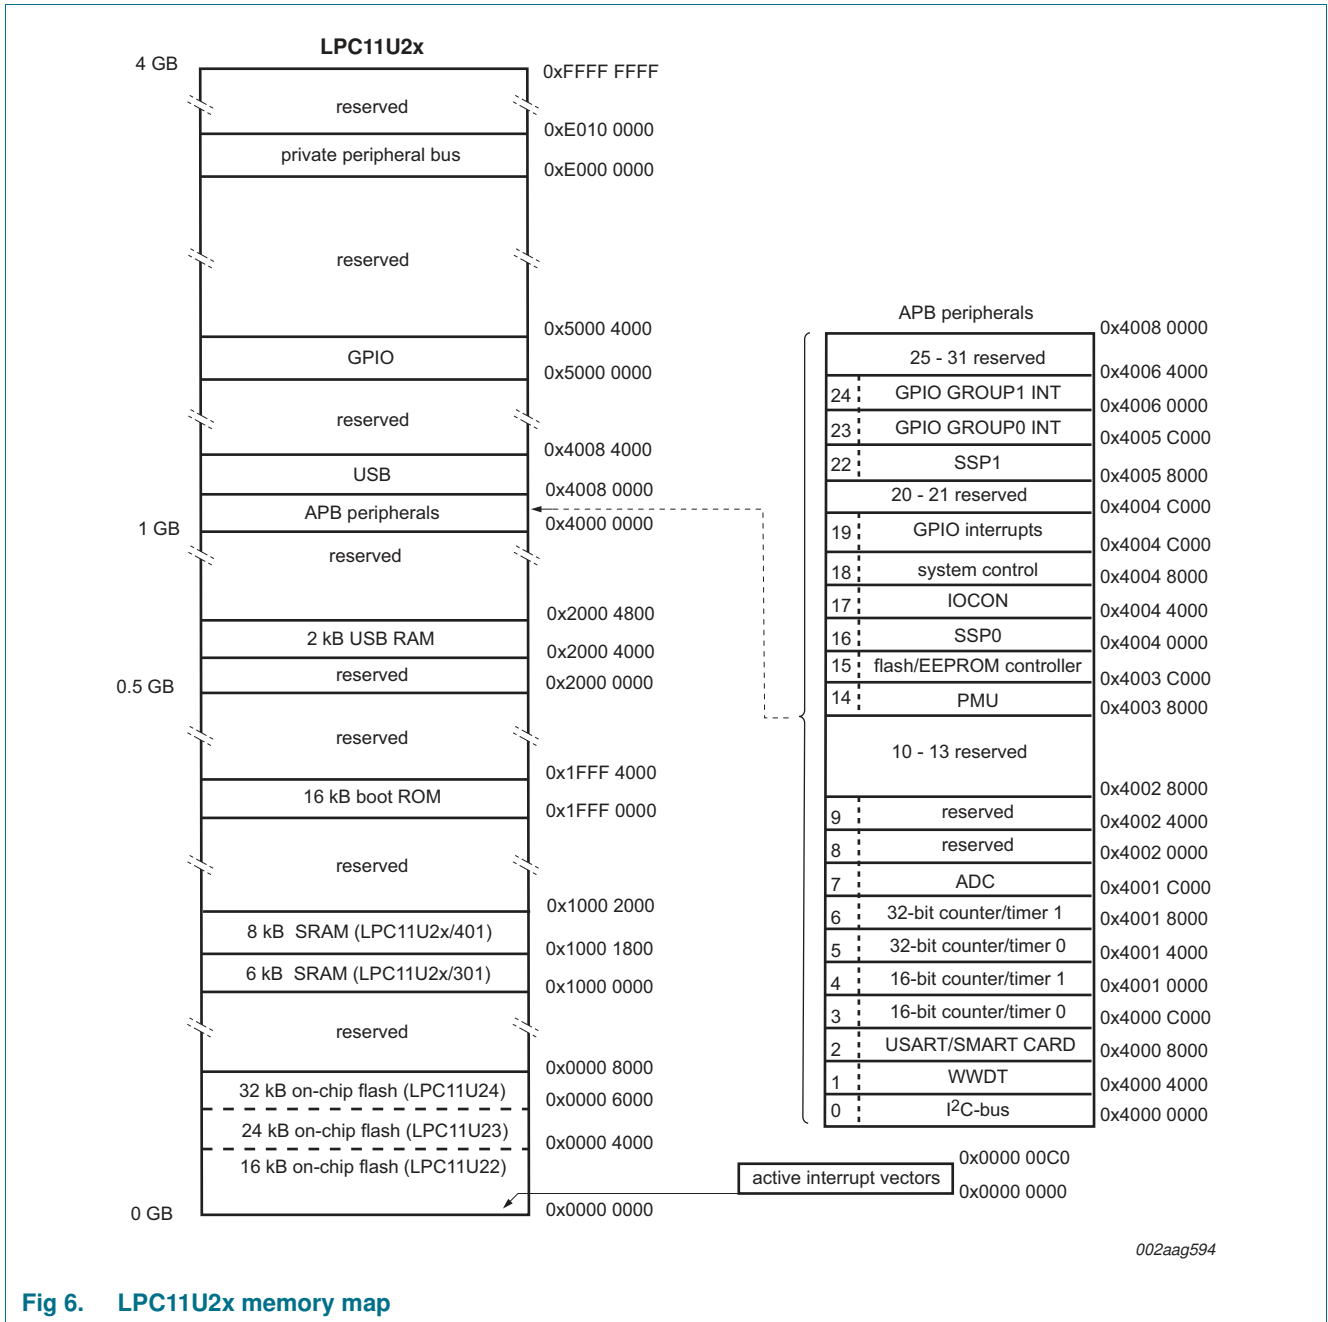 LPC11U2x
4 GB
0xFFFF FFFF
reserved
0xE010 0000
private peripheral bus
0xE000 0000
reserved
0x5000 4000
GPIO
0x5000 0000
reserved
0x4008 4000
USB
0x4008 0000
APB peripherals
1 GB
0x4000 0000
reserved
0x2000 4800
2 kB USB RAM
0x2000 4000
reserved
0.5 GB
0x2000 0000
reserved
0x1FFF 4000
16 kB boot ROM
0x1FFF 0000
reserved
0x1000 2000
8 kB SRAM (LPC11U2x/401)
0x1000 1800
6 kB SRAM (LPC11U2x/301)
0x1000 0000
reserved
0x0000 8000
32 kB on-chip flash (LPC11U24)
0x0000 6000
24 kB on-chip flash (LPC11U23)
0x0000 4000
16 kB on-chip flash (LPC11U22)
0 GB
0x0000 0000
APB peripherals
0x4008 0000
25 - 31 reserved
0x4006 4000
24 GPIO GROUP1 INT
0x4006 0000
23 GPIO GROUP0 INT
0x4005 C000
22 SSP1
0x4005 8000
20 - 21 reserved
0x4004 C000
19 GPIO interrupts
0x4004 C000
18 system control
0x4004 8000
17 IOCON
0x4004 4000
16 SSP0
0x4004 0000
15 flash/EEPROM controller
0x4003 C000
14 PMU
0x4003 8000
10 - 13 reserved
0x4002 8000
9 reserved
0x4002 4000
8 reserved
0x4002 0000
7 ADC
0x4001 C000
6 32-bit counter/timer 1
0x4001 8000
5 32-bit counter/timer 0
0x4001 4000
4 16-bit counter/timer 1
0x4001 0000
3 16-bit counter/timer 0
0x4000 C000
2 USART/SMART CARD
0x4000 8000
1 WWDT
0x4000 4000
0 I2C-bus
0x4000 0000
0x0000 00C0
active interrupt vectors
0x0000 0000
002aag594
Fig 6. LPC11U2x memory map